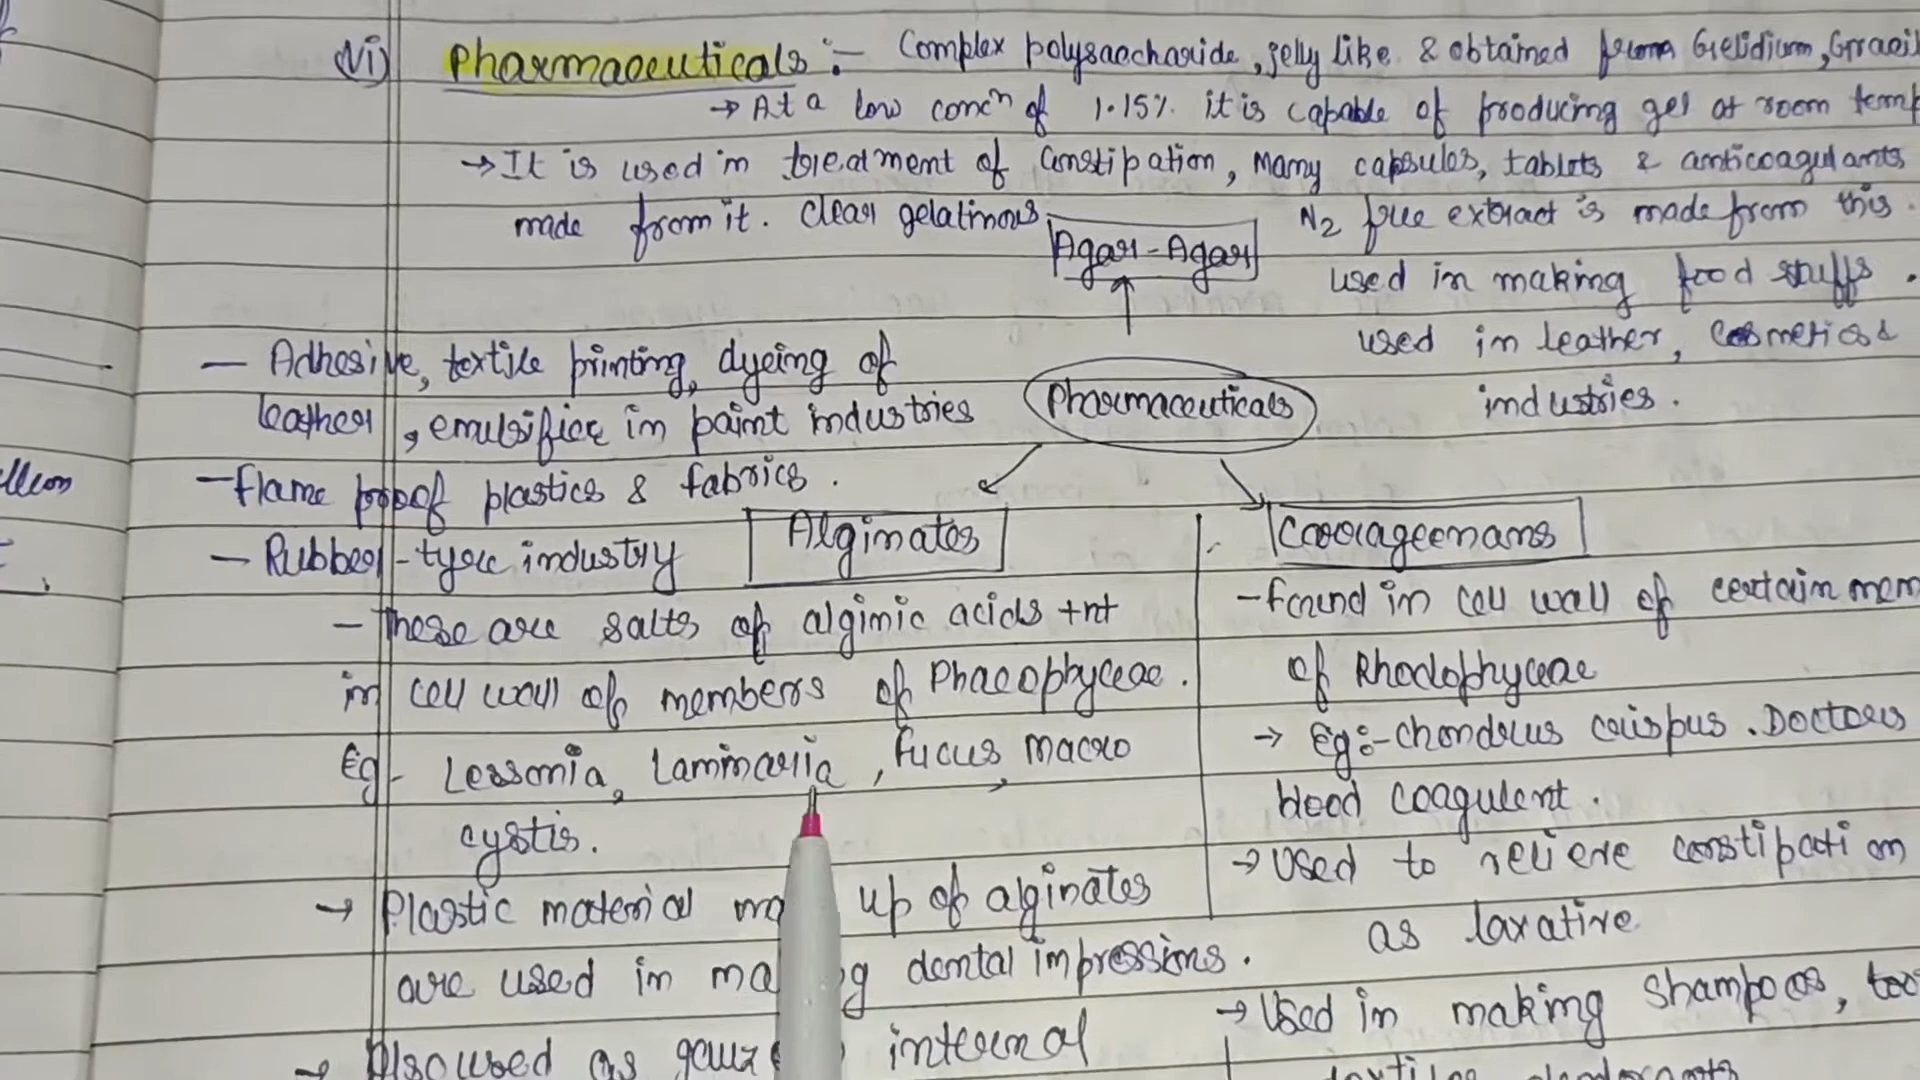 (vi) Pharmaceuticals :- Complex polysaccharide, jelly like & obtained from Gelidium, Gracil
→ At a low concn of 1.15%. it is capable of producing gel at room temp
→ It is used in treatment of constipation, many capsules, tablets & anticoagulants
made from it. Clear gelatinous N2 free extract is made from this.
Agar-Agar
used in making food stuffs.
used in leather, cosmetics
industries.
Pharmaceuticals
— Adhesive, textile printing, dyeing of
leather, emulsifier in paint industries
- flame proof plastics & fabrics.
- Rubber-tyre industry
Alginates
- These are salts of alginic acids +nt
in cell wall of members of Phaeophyceae.
Eg- Lessonia, Laminaria, Fucus, macro
cystis.
→ Plastic material up of alginates
are used in dental impressions.
→ Also used as internal
Carrageenans
- found in cell wall of certain mem
of Rhodophyceae
→ Eg:- chondrus crispus. Doctors
blood coagulent.
→ Used to relieve constipation
as laxative
→ Used in making shampoos, too
llum